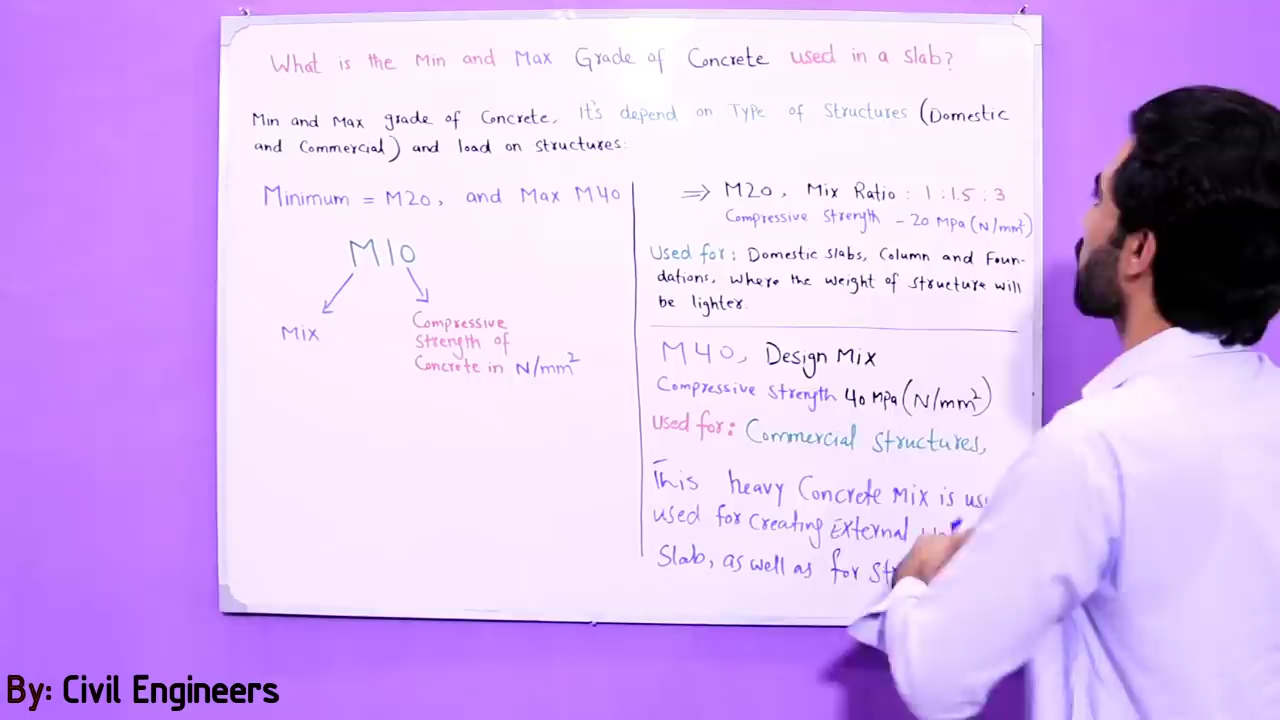 What is the Min and Max Grade of Concrete used in a slab?
Min and Max grade of Concrete, It's depend on Type of Structures (Domestic
and Commercial) and load on structures:
Minimum = M20, and Max M40
M10
Mix
Compressive
Strength of
Concrete in N/mm²
⇒ M20, Mix Ratio : 1 : 1.5 : 3
Compressive Strength - 20 MPa (N/mm²)
Used for: Domestic slabs, Column and Foun-
dations, where the weight of structure will
be lighter.
M40, Design Mix
Compressive Strength 40 MPa (N/mm²)
Used for: Commercial structures,
This heavy Concrete Mix is
used for creating External
Slab, as well as for
By: Civil Engineers